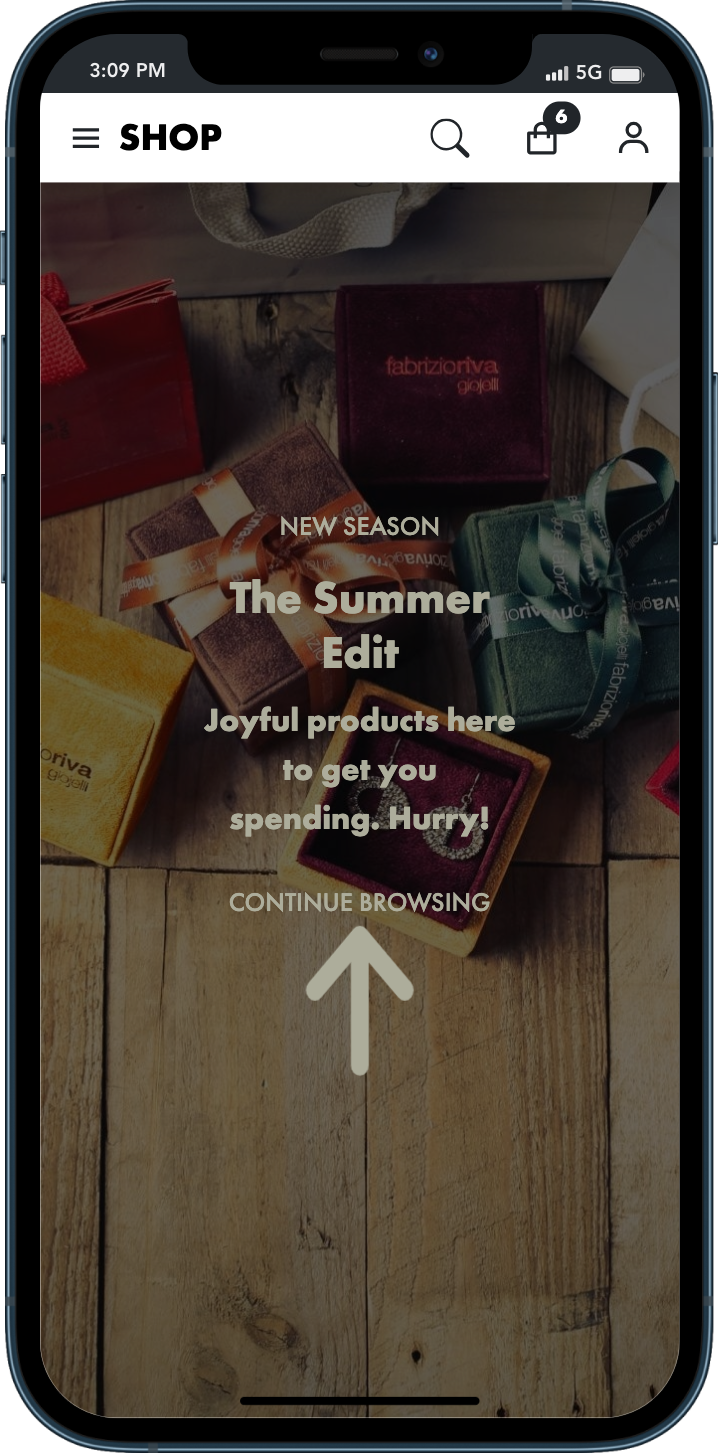 3:09 PM
5G
SHOP
6
fabrizioriva
gioielli
NEW SEASON
The Summer
Edit
Joyful products here
to get you
spending. Hurry!
riva
gioielli
CONTINUE BROWSING